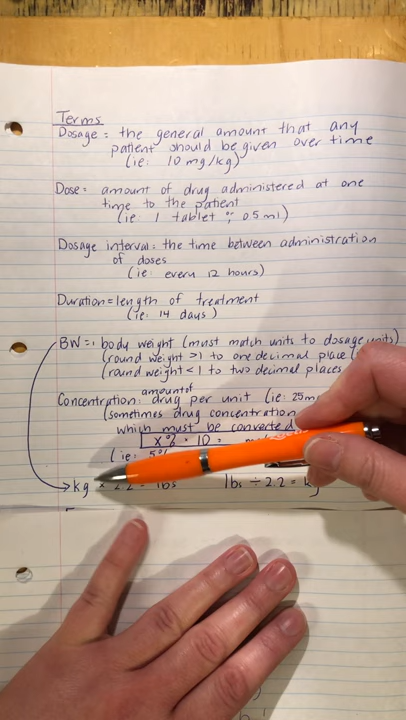 Terms
Dosage = the general amount that any
patient should be given over time
(ie: 10 mg/kg)
Dose = amount of drug administered at one
time to the patient
(ie: 1 tablet or 0.5 ml)
Dosage interval: the time between administration
of doses
(ie: every 12 hours)
Duration = length of treatment
(ie: 14 days)
BW = body weight (must match units to dosage units)
(round weight >1 to one decimal place
(round weight <1 to two decimal places
Concentration: amount of drug per unit (ie: 25m
(sometimes drug concentration
which must be converted
x% · 10 =
(ie: 5%
kg × 2.2 = lbs lbs ÷ 2.2 = kg